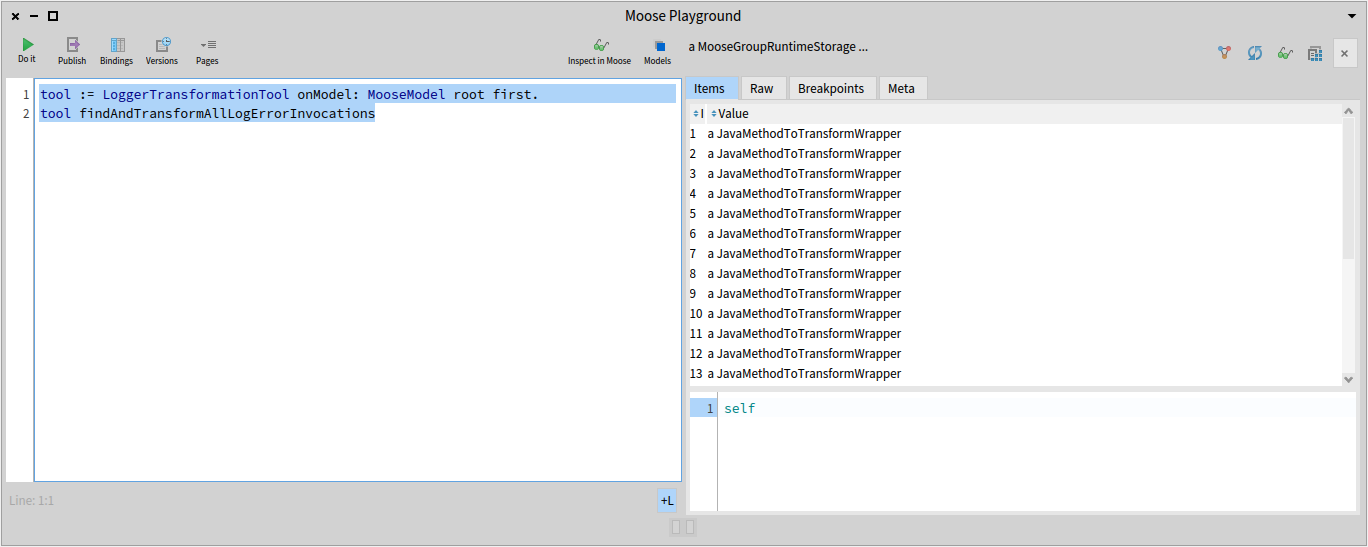 Moose Playground
Do it
Publish
Bindings
Versions
Pages
Inspect in Moose
Models
a MooseGroupRuntimeStorage ...
1 tool := LoggerTransformationTool onModel: MooseModel root first.
2 tool findAndTransformAllLogErrorInvocations
Items Raw Breakpoints Meta
I Value
1 a JavaMethodToTransformWrapper
2 a JavaMethodToTransformWrapper
3 a JavaMethodToTransformWrapper
4 a JavaMethodToTransformWrapper
5 a JavaMethodToTransformWrapper
6 a JavaMethodToTransformWrapper
7 a JavaMethodToTransformWrapper
8 a JavaMethodToTransformWrapper
9 a JavaMethodToTransformWrapper
10 a JavaMethodToTransformWrapper
11 a JavaMethodToTransformWrapper
12 a JavaMethodToTransformWrapper
13 a JavaMethodToTransformWrapper
1 self
Line: 1:1
+L